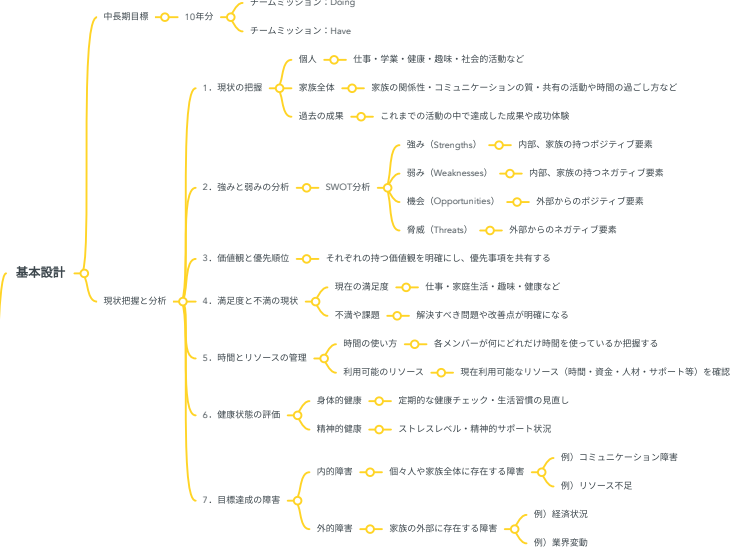 チームミッション：Doing
中長期目標
10年分
チームミッション：Have
個人
仕事・学業・健康・趣味・社会的活動など
1．現状の把握
家族全体
家族の関係性・コミュニケーションの質・共有の活動や時間の過ごし方など
過去の成果
これまでの活動の中で達成した成果や成功体験
強み（Strengths）
内部、家族の持つポジティブ要素
弱み（Weaknesses）
内部、家族の持つネガティブ要素
2．強みと弱みの分析
SWOT分析
機会（Opportunities）
外部からのポジティブ要素
脅威（Threats）
外部からのネガティブ要素
3．価値観と優先順位
それぞれの持つ価値観を明確にし、優先事項を共有する
基本設計
現状把握と分析
4．満足度と不満の現状
現在の満足度
仕事・家庭生活・趣味・健康など
不満や課題
解決すべき問題や改善点が明確になる
時間の使い方
各メンバーが何にどれだけ時間を使っているか把握する
5．時間とリソースの管理
利用可能のリソース
現在利用可能なリソース（時間・資金・人材・サポート等）を確認
身体的健康
定期的な健康チェック・生活習慣の見直し
6．健康状態の評価
精神的健康
ストレスレベル・精神的サポート状況
例）コミュニケーション障害
内的障害
個々人や家族全体に存在する障害
例）リソース不足
7．目標達成の障害
例）経済状況
外的障害
家族の外部に存在する障害
例）業界変動